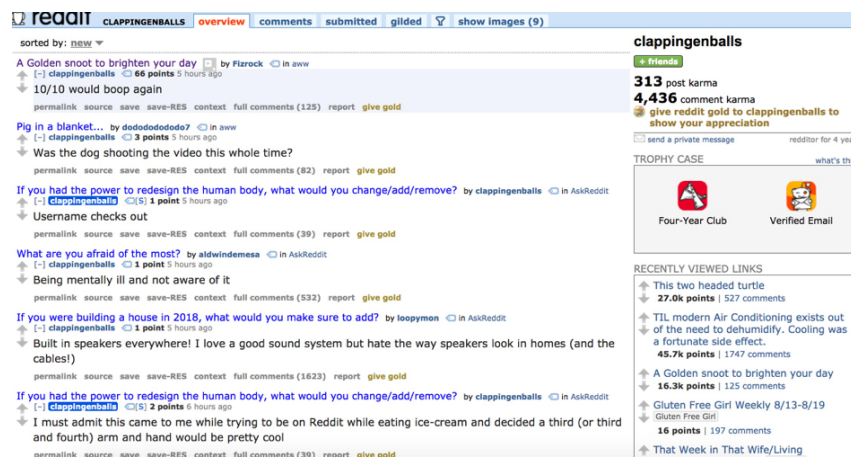 reddit CLAPPINGENBALLS overview comments submitted gilded show images (9)
sorted by: new
A Golden snoot to brighten your day by Fizrock in aww
[-] clappingenballs 66 points 5 hours ago
10/10 would boop again
permalink source save save-RES context full comments (125) report give gold
Pig in a blanket... by dodododododo7 in aww
[-] clappingenballs 3 points 5 hours ago
Was the dog shooting the video this whole time?
permalink source save save-RES context full comments (82) report give gold
If you had the power to redesign the human body, what would you change/add/remove? by clappingenballs in AskReddit
[-] clappingenballs [S] 1 point 5 hours ago
Username checks out
permalink source save save-RES context full comments (39) report give gold
What are you afraid of the most? by aldwindemesa in AskReddit
[-] clappingenballs 1 point 5 hours ago
Being mentally ill and not aware of it
permalink source save save-RES context full comments (532) report give gold
If you were building a house in 2018, what would you make sure to add? by loopymon in AskReddit
[-] clappingenballs 1 point 5 hours ago
Built in speakers everywhere! I love a good sound system but hate the way speakers look in homes (and the
cables!)
permalink source save save-RES context full comments (1623) report give gold
If you had the power to redesign the human body, what would you change/add/remove? by clappingenballs in AskReddit
[-] clappingenballs [S] 2 points 6 hours ago
I must admit this came to me while trying to be on Reddit while eating ice-cream and decided a third (or third
and fourth) arm and hand would be pretty cool
permalink source save save-RES context full comments (39) report give gold
clappingenballs
+ friends
313 post karma
4,436 comment karma
give reddit gold to clappingenballs to
show your appreciation
send a private message redditor for 4 yea
TROPHY CASE what's th
Four-Year Club Verified Email
RECENTLY VIEWED LINKS
This two headed turtle
27.0k points | 527 comments
TIL modern Air Conditioning exists out
of the need to dehumidify. Cooling was
a fortunate side effect.
45.7k points | 1747 comments
A Golden snoot to brighten your day
16.3k points | 125 comments
Gluten Free Girl Weekly 8/13-8/19
Gluten Free Girl
16 points | 197 comments
That Week in That Wife/Living